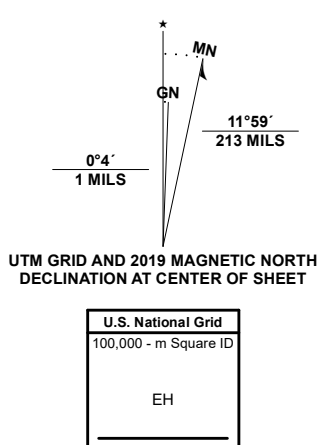 ★
MN
GN
11°59´
213 MILS
0°4´
1 MILS
UTM GRID AND 2019 MAGNETIC NORTH
DECLINATION AT CENTER OF SHEET
U.S. National Grid
100,000 - m Square ID
EH